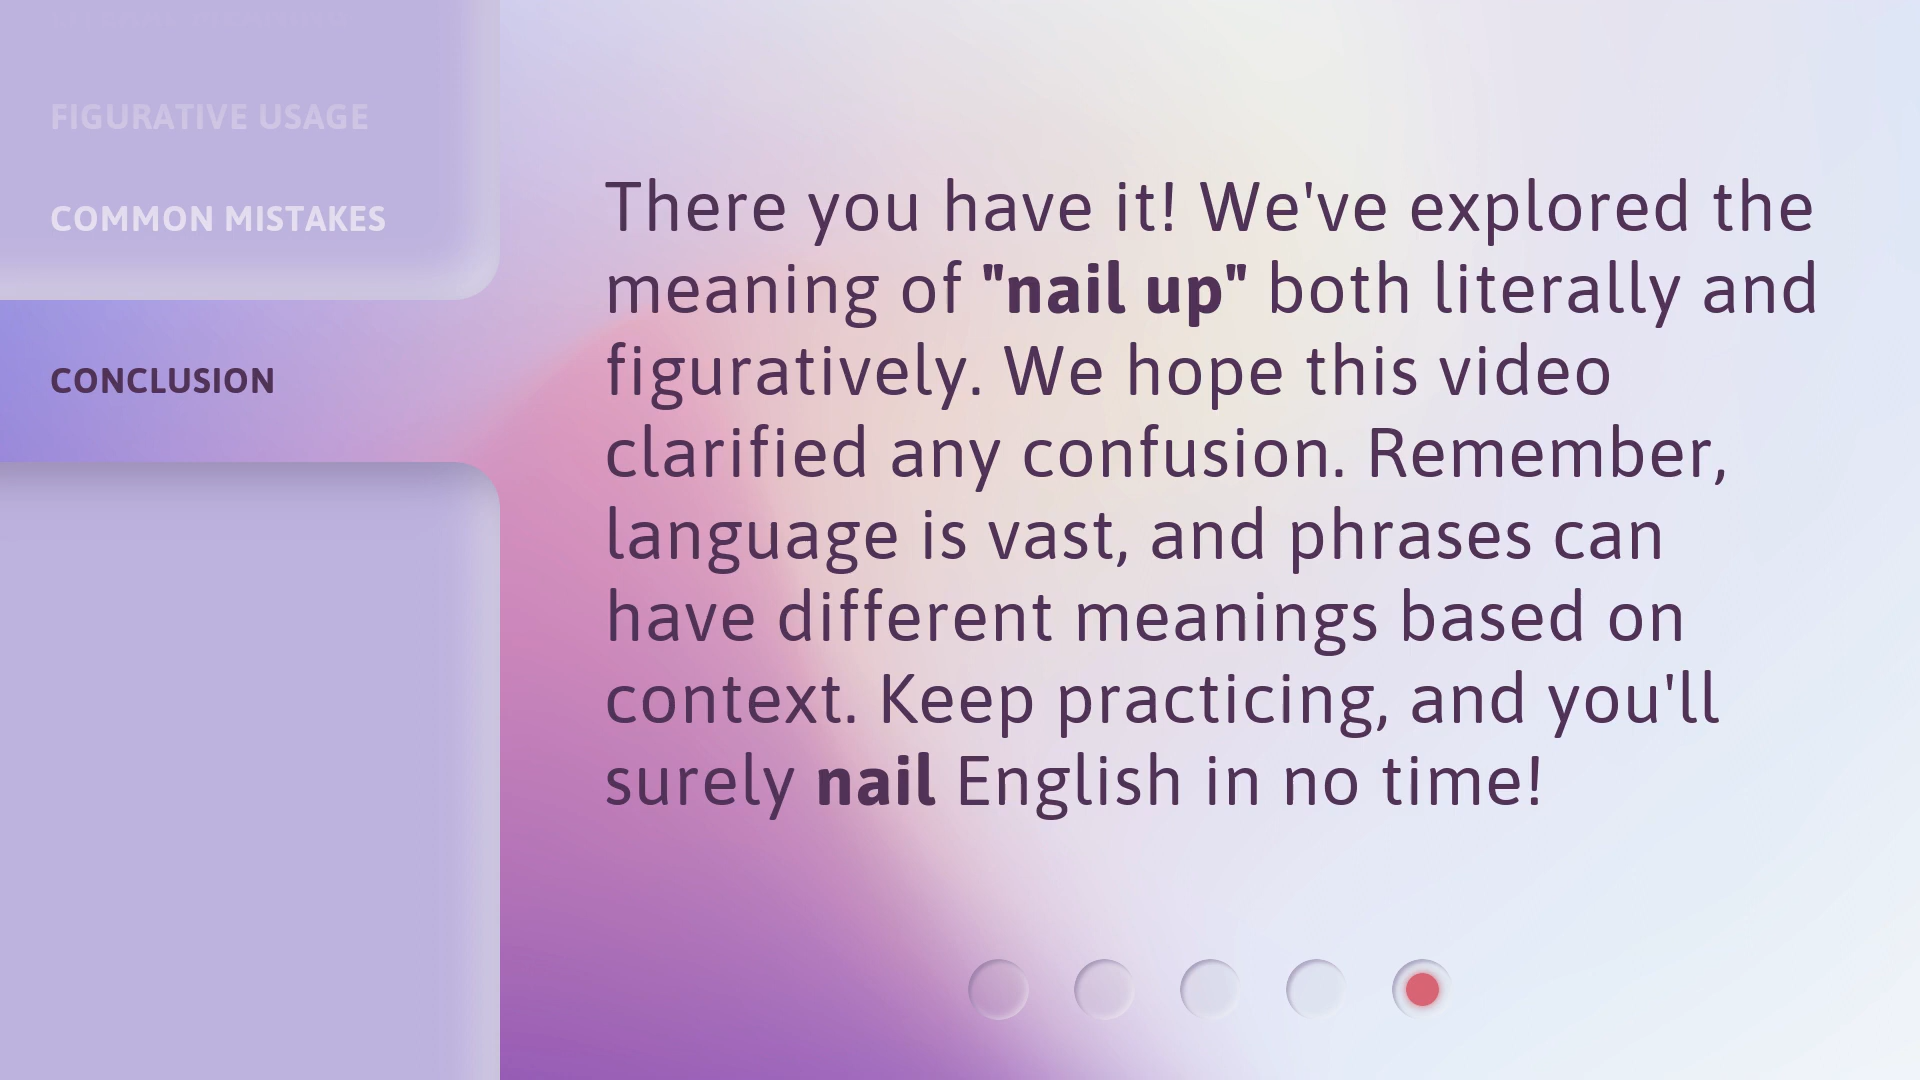 FIGURATIVE USAGE
COMMON MISTAKES
CONCLUSION
There you have it! We've explored the
meaning of "nail up" both literally and
figuratively. We hope this video
clarified any confusion. Remember,
language is vast, and phrases can
have different meanings based on
context. Keep practicing, and you'll
surely nail English in no time!